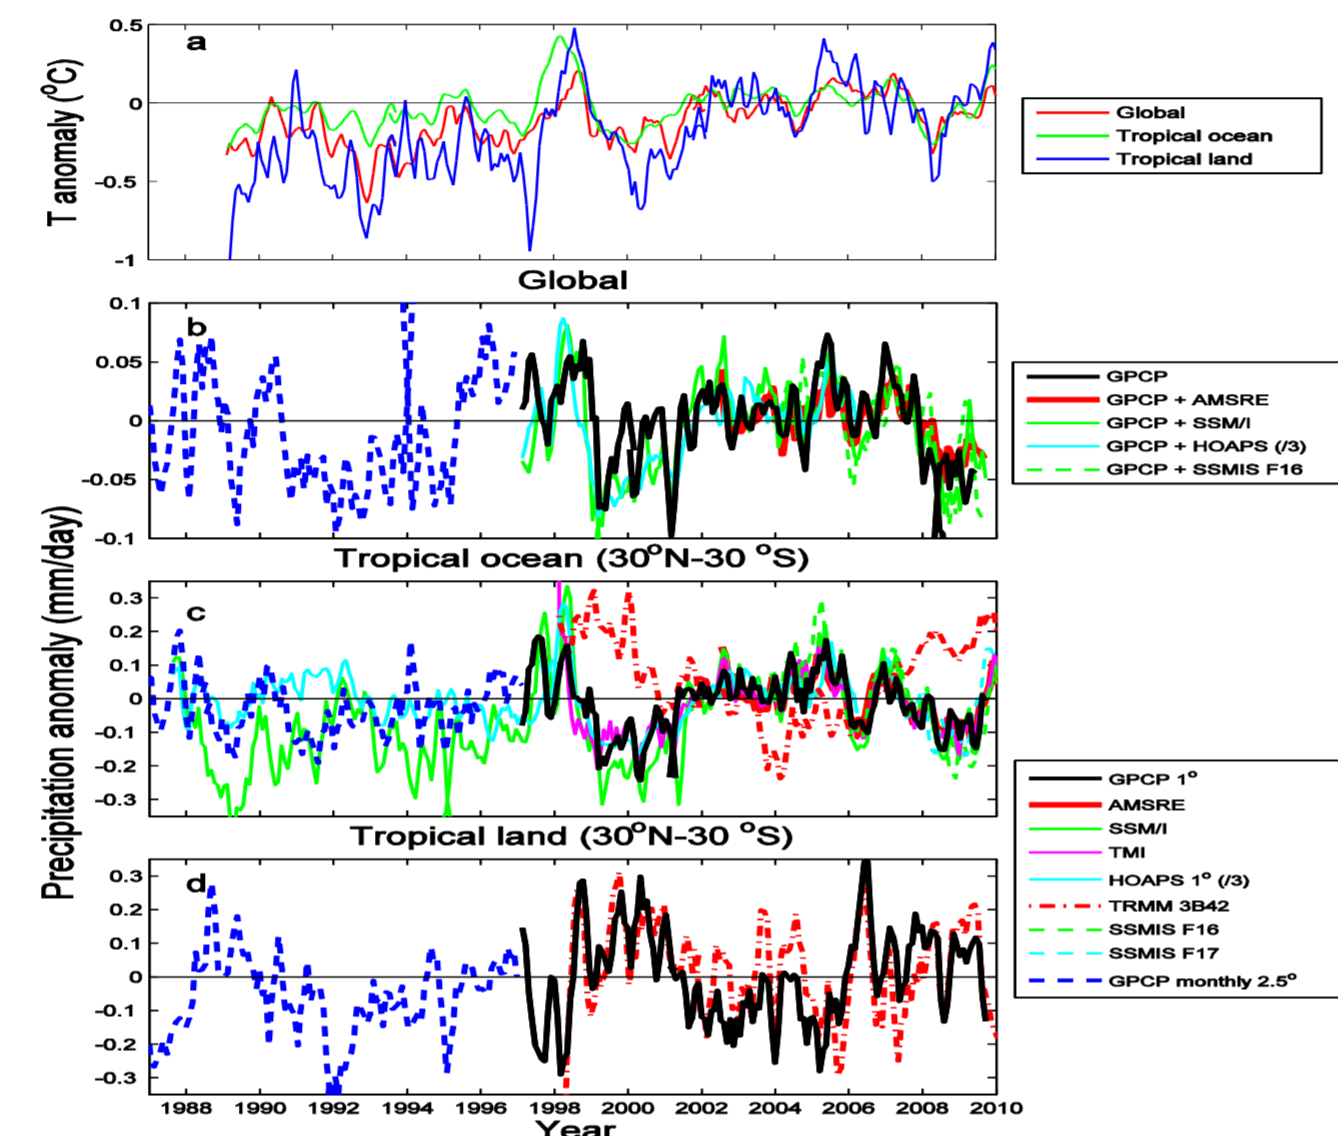 a
T anomaly (°C)
0.5
0
-0.5
-1
Global
Tropical ocean
Tropical land
Global
b
0.1
0.05
0
-0.05
-0.1
GPCP
GPCP + AMSRE
GPCP + SSM/I
GPCP + HOAPS (/3)
GPCP + SSMIS F16
Precipitation anomaly (mm/day)
Tropical ocean (30°N-30 °S)
c
0.3
0.2
0.1
0
-0.1
-0.2
-0.3
Tropical land (30°N-30 °S)
GPCP 1°
AMSRE
SSM/I
TMI
HOAPS 1° (/3)
TRMM 3B42
SSMIS F16
SSMIS F17
GPCP monthly 2.5°
d
0.3
0.2
0.1
0
-0.1
-0.2
-0.3
1988 1990 1992 1994 1996 1998 2000 2002 2004 2006 2008 2010
Year